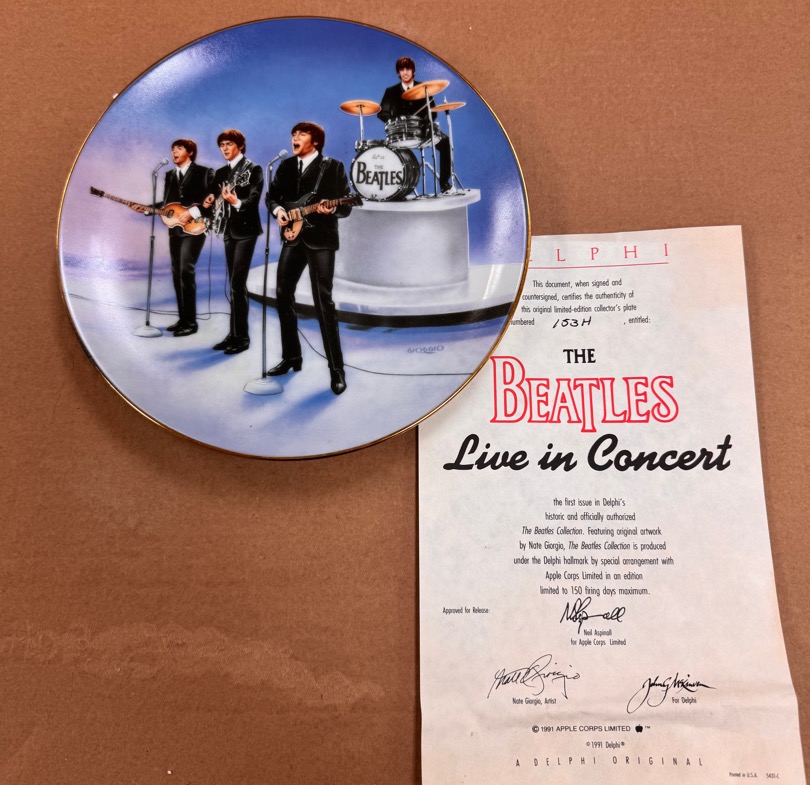 THE
BEATLES
GIORGIO
ELPHI
This document, when signed and
countersigned, certifies the authenticity of
this original limited-edition collector's plate
numbered 153H , entitled:
THE
BEATLES
Live in Concert
the first issue in Delphi's
historic and officially authorized
The Beatles Collection. Featuring original artwork
by Nate Giorgio, The Beatles Collection is produced
under the Delphi hallmark by special arrangement with
Apple Corps Limited in an edition
limited to 150 firing days maximum.
Approved for Release:
Neil Aspinall
for Apple Corps Limited
Nate Giorgio, Artist
For Delphi
© 1991 APPLE CORPS LIMITED ™
© 1991 Delphi®
A DELPHI ORIGINAL
Printed in U.S.A. 5431-C